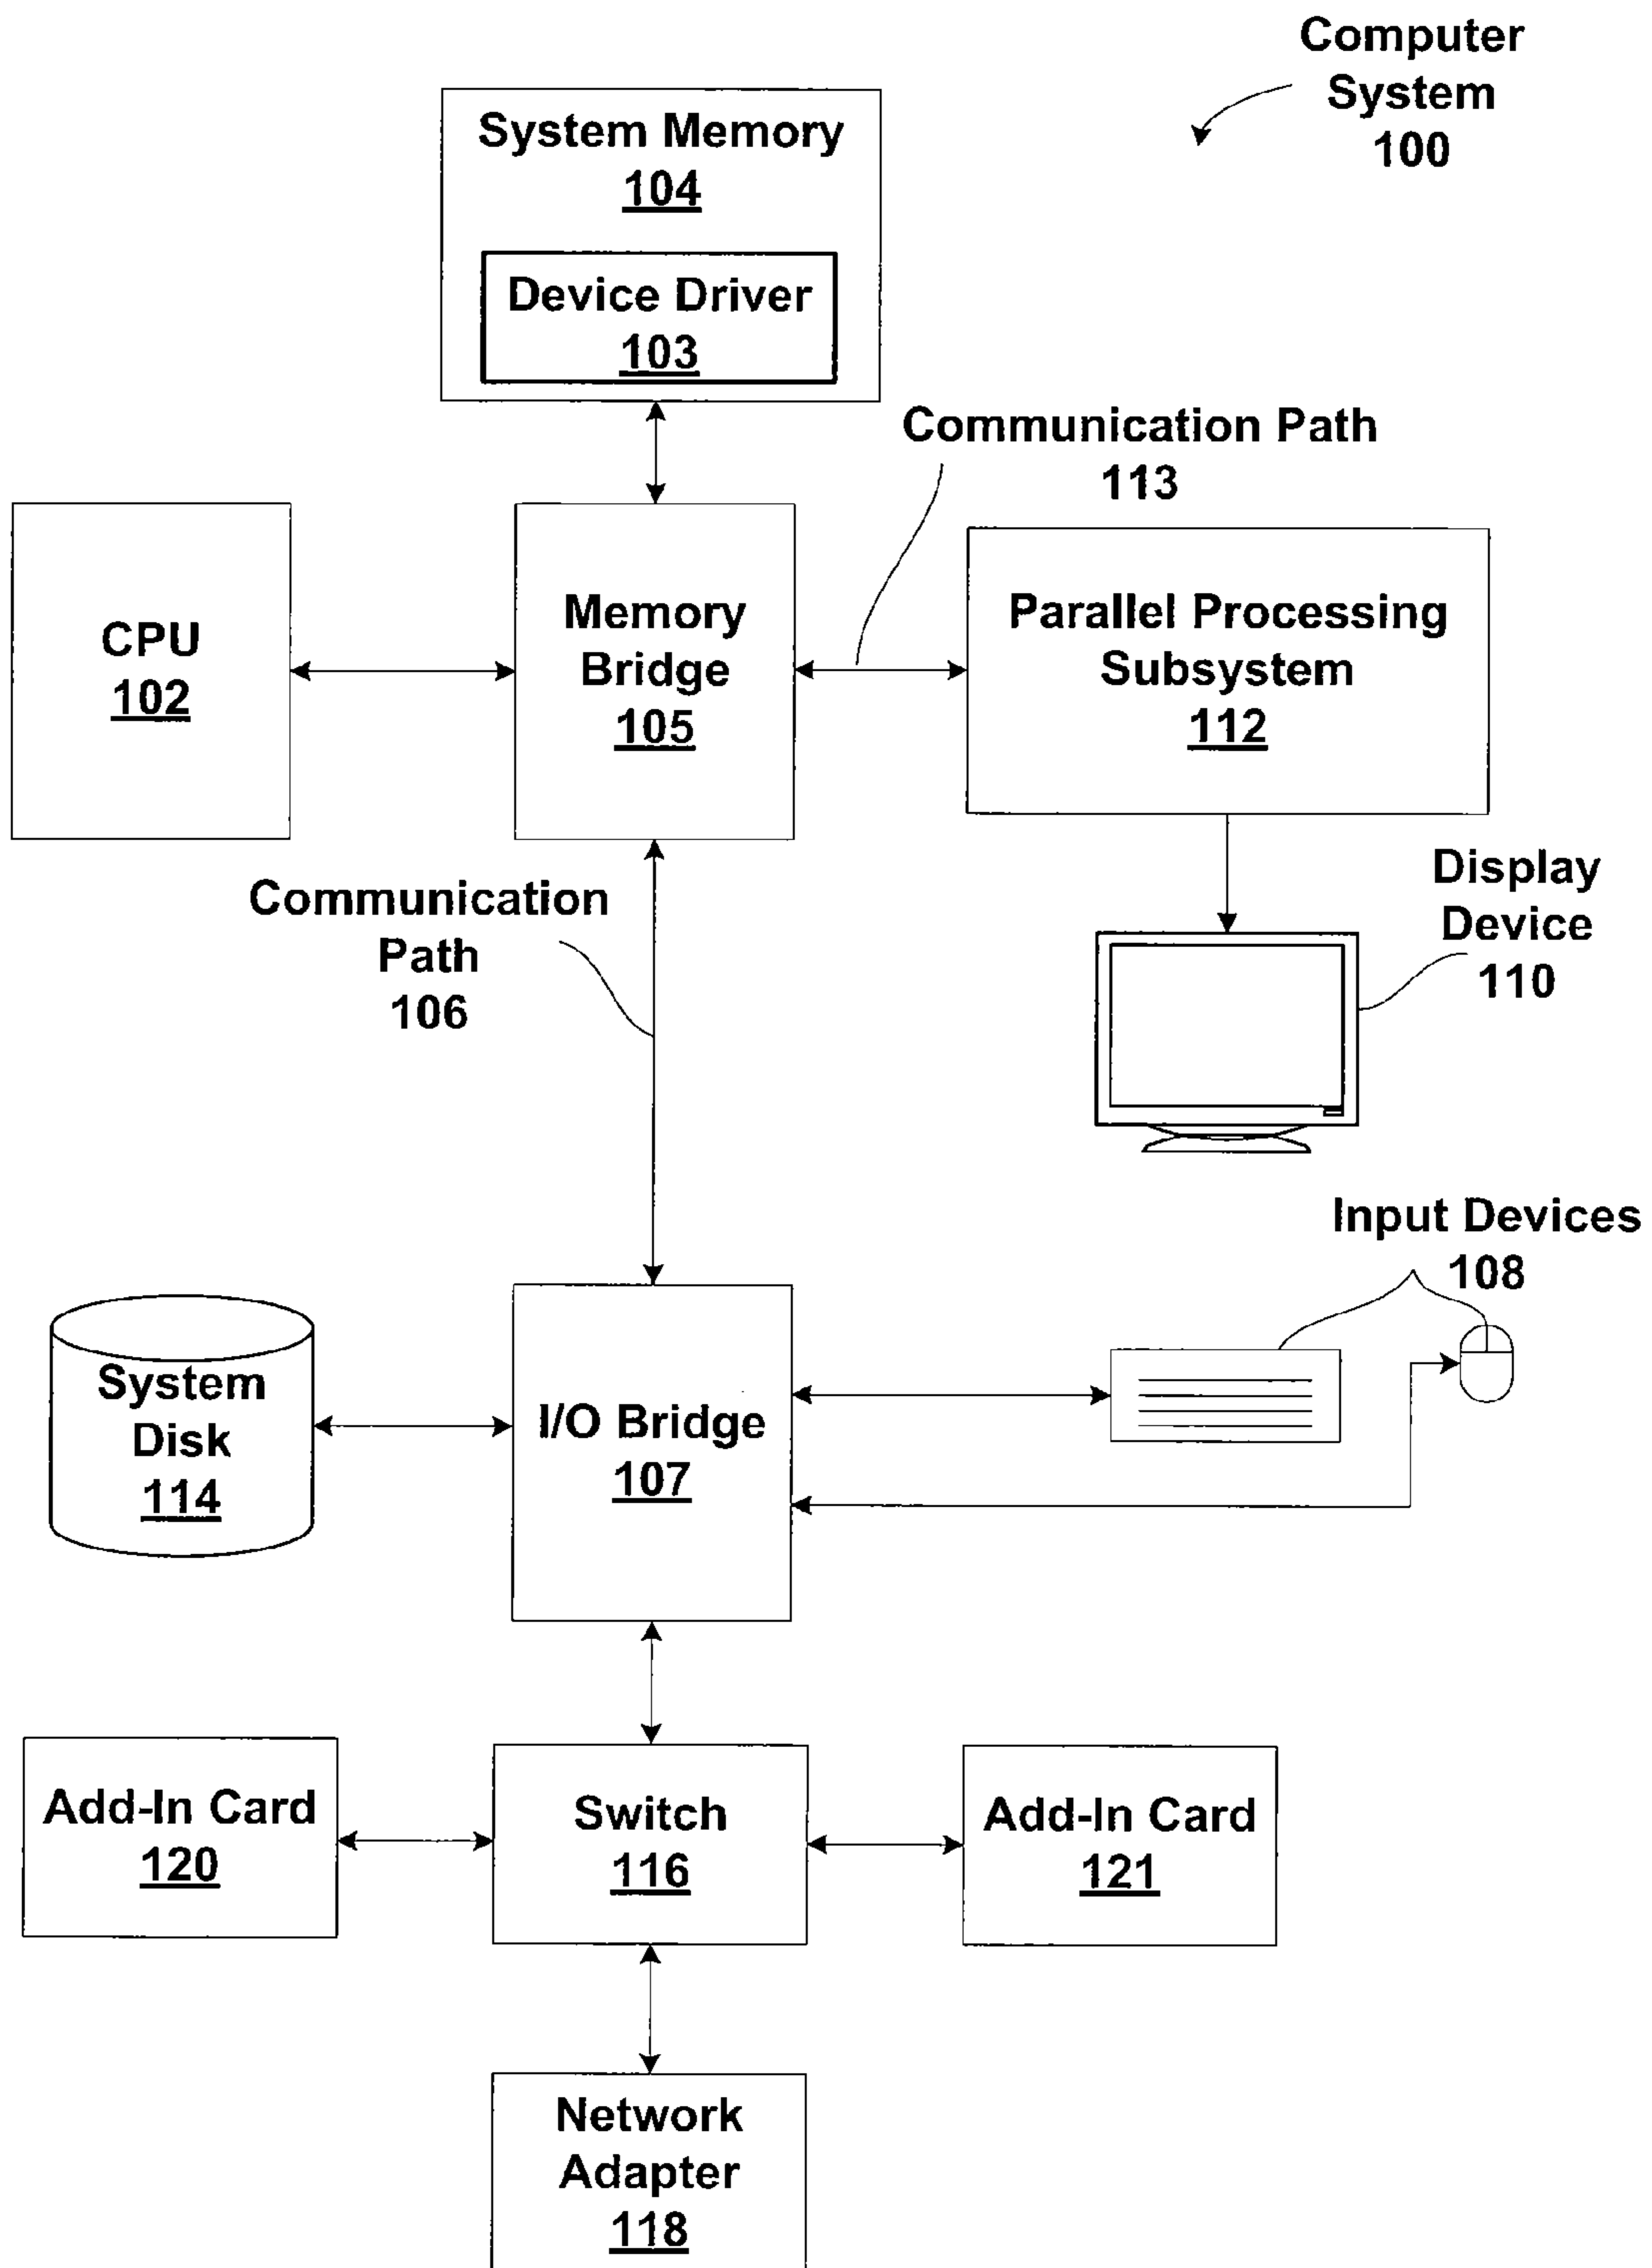 Computer
System
100
System Memory
104
Device Driver
103
Communication Path
113
CPU
102
Memory
Bridge
105
Parallel Processing
Subsystem
112
Communication
Path
106
Display
Device
110
Input Devices
108
System
Disk
114
I/O Bridge
107
Add-In Card
120
Switch
116
Add-In Card
121
Network
Adapter
118